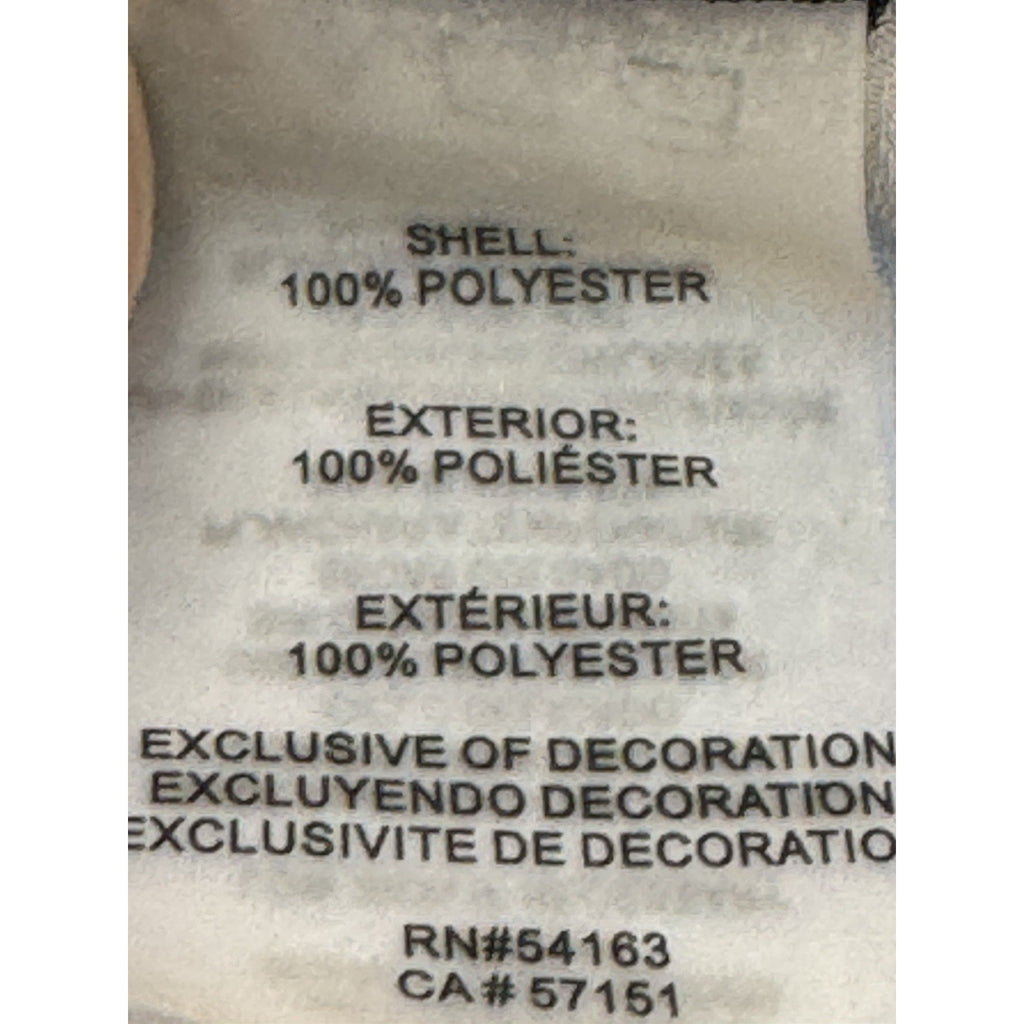 SHELL:
100% POLYESTER
EXTERIOR:
100% POLIÉSTER
EXTÉRIEUR:
100% POLYESTER
EXCLUSIVE OF DECORATION
EXCLUYENDO DECORATION
EXCLUSIVITE DE DECORATIO
RN#54163
CA# 57151